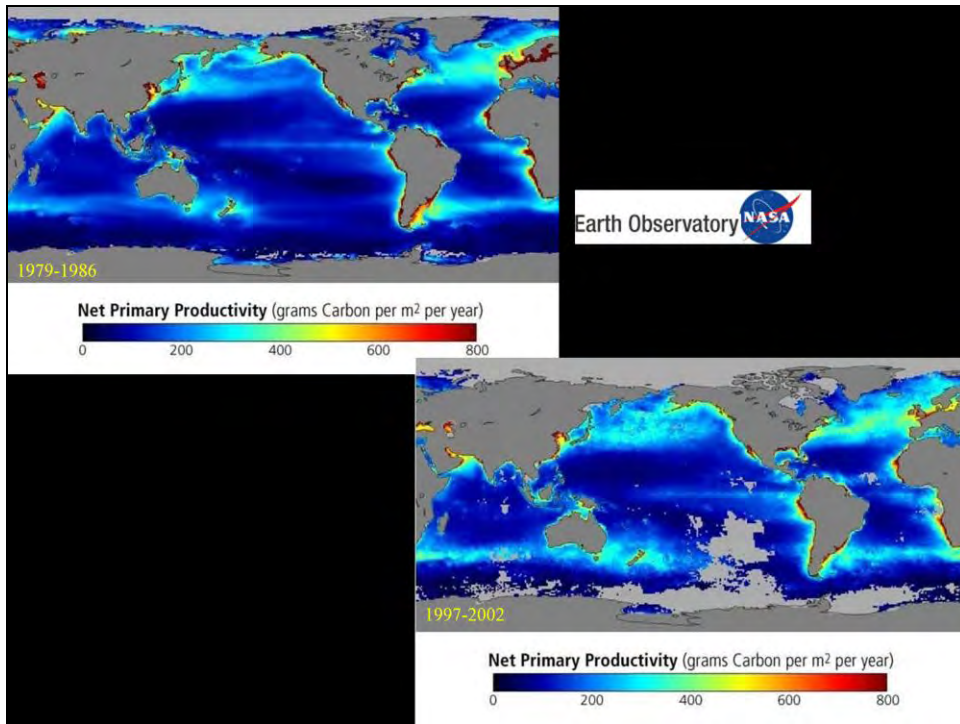 1979-1986
Net Primary Productivity (grams Carbon per m² per year)
0 200 400 600 800
Earth Observatory NASA
1997-2002
Net Primary Productivity (grams Carbon per m² per year)
0 200 400 600 800